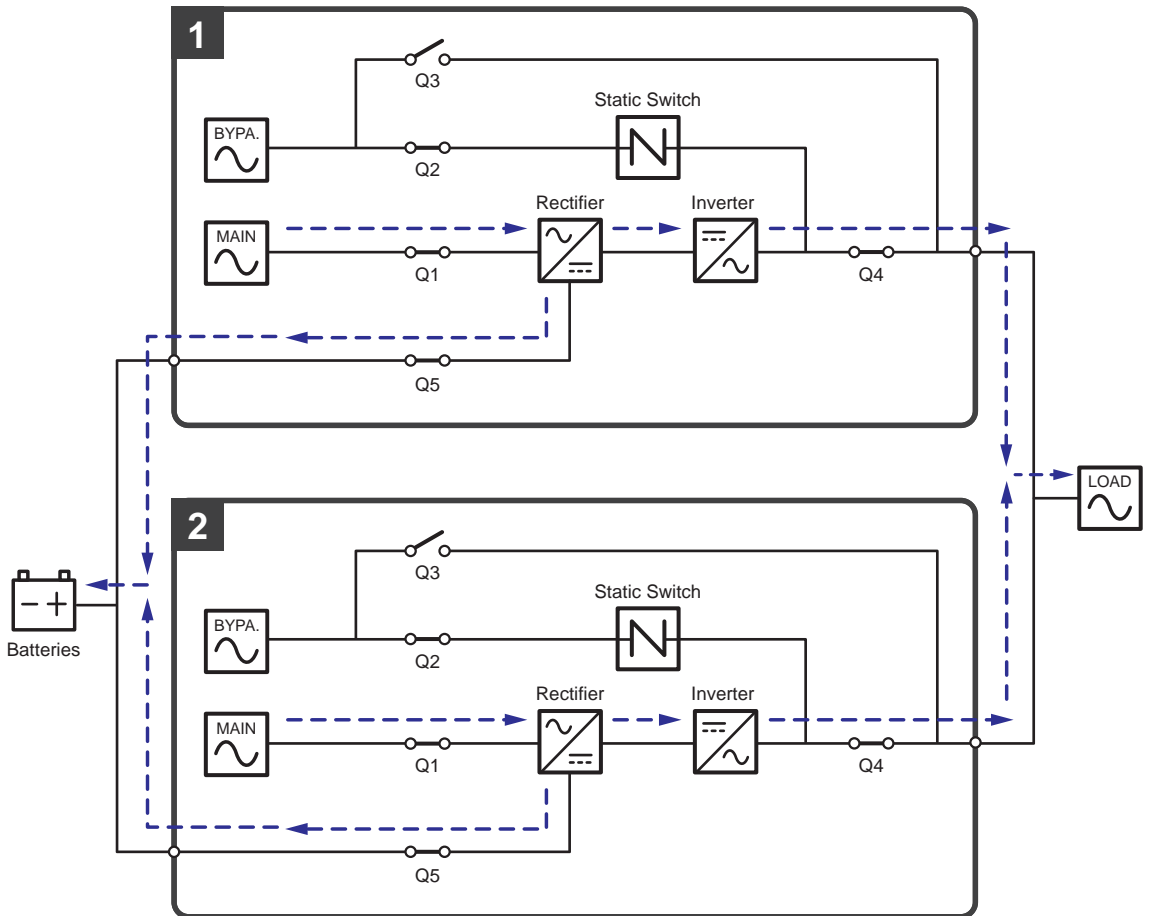 1
Q3
Static Switch
BYPA.
Q2
Rectifier
Inverter
MAIN
Q1
Q4
Q5
LOAD
2
Q3
Static Switch
BYPA.
Q2
Batteries
Rectifier
Inverter
MAIN
Q1
Q4
Q5